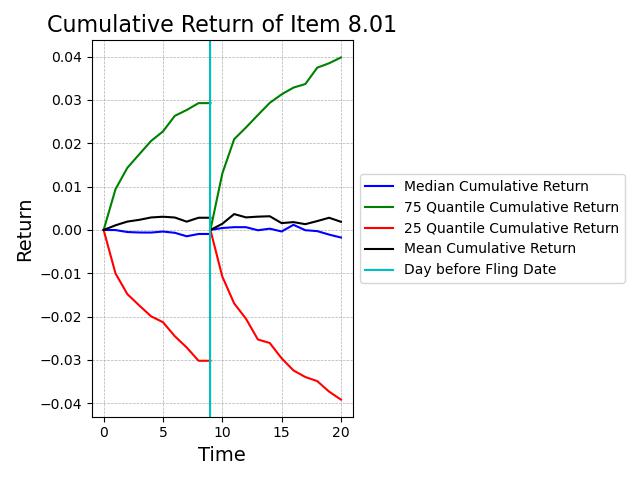 Cumulative Return of Item 8.01
Return
0.04
0.03
0.02
0.01
0.00
−0.01
−0.02
−0.03
−0.04
0 5 10 15 20
Time
Median Cumulative Return
75 Quantile Cumulative Return
25 Quantile Cumulative Return
Mean Cumulative Return
Day before Fling Date